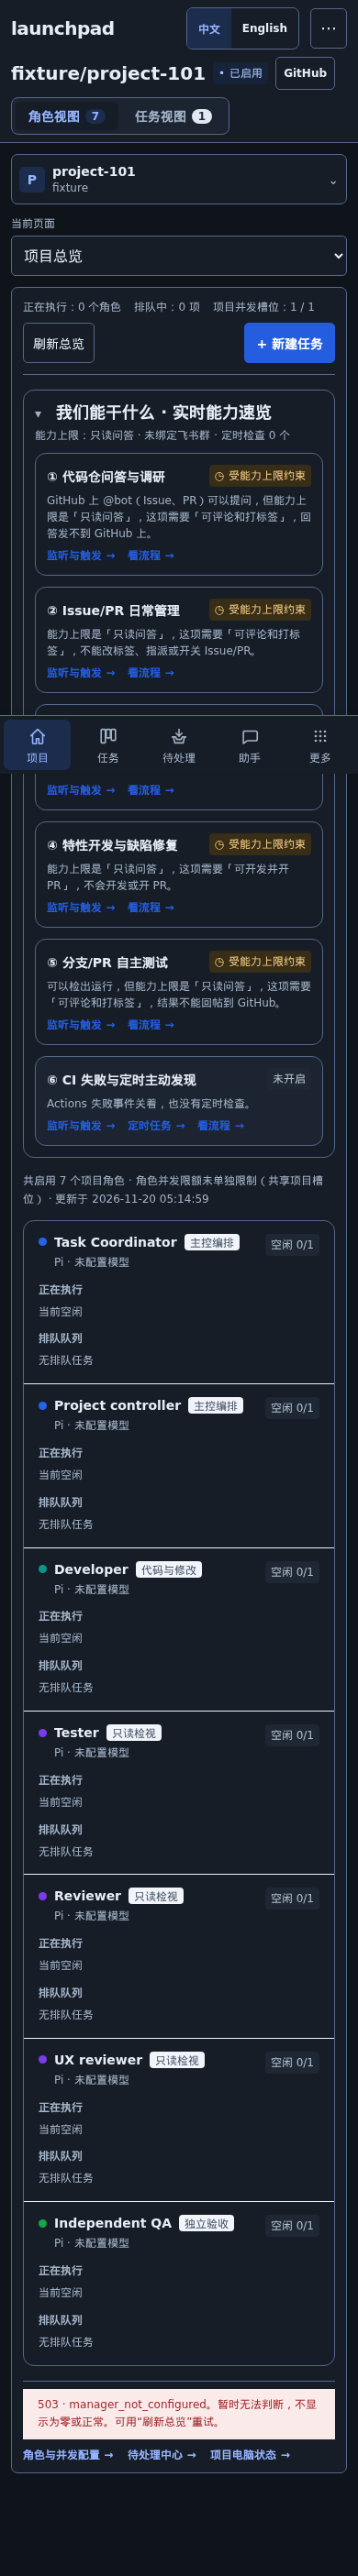 launchpad
中文 English ⋯
fixture/project-101 • 已启用 GitHub
角色视图 7 任务视图 1
P project-101
fixture
当前页面
项目总览
正在执行：0 个角色 排队中：0 项 项目并发槽位：1 / 1
刷新总览 + 新建任务
▾ 我们能干什么 · 实时能力速览
能力上限：只读问答 · 未绑定飞书群 · 定时检查 0 个
① 代码仓问答与调研 受能力上限约束
GitHub 上 @bot（Issue、PR）可以提问，但能力上
限是「只读问答」，这项需要「可评论和打标签」，回
答发不到 GitHub 上。
监听与触发 → 看流程 →
② Issue/PR 日常管理 受能力上限约束
能力上限是「只读问答」，这项需要「可评论和打标
签」，不能改标签、指派或开关 Issue/PR。
监听与触发 → 看流程 →
项目 任务 待处理 助手 更多
监听与触发 → 看流程 →
④ 特性开发与缺陷修复 受能力上限约束
能力上限是「只读问答」，这项需要「可开发并开
PR」，不会开发或开 PR。
监听与触发 → 看流程 →
⑤ 分支/PR 自主测试 受能力上限约束
可以检出运行，但能力上限是「只读问答」，这项需要
「可评论和打标签」，结果不能回帖到 GitHub。
监听与触发 → 看流程 →
⑥ CI 失败与定时主动发现 未开启
Actions 失败事件关着，也没有定时检查。
监听与触发 → 定时任务 → 看流程 →
共启用 7 个项目角色 · 角色并发限额未单独限制（共享项目槽
位） · 更新于 2026-11-20 05:14:59
Task Coordinator 主控编排 空闲 0/1
Pi · 未配置模型
正在执行
当前空闲
排队队列
无排队任务
Project controller 主控编排 空闲 0/1
Pi · 未配置模型
正在执行
当前空闲
排队队列
无排队任务
Developer 代码与修改 空闲 0/1
Pi · 未配置模型
正在执行
当前空闲
排队队列
无排队任务
Tester 只读检视 空闲 0/1
Pi · 未配置模型
正在执行
当前空闲
排队队列
无排队任务
Reviewer 只读检视 空闲 0/1
Pi · 未配置模型
正在执行
当前空闲
排队队列
无排队任务
UX reviewer 只读检视 空闲 0/1
Pi · 未配置模型
正在执行
当前空闲
排队队列
无排队任务
Independent QA 独立验收 空闲 0/1
Pi · 未配置模型
正在执行
当前空闲
排队队列
无排队任务
503 · manager_not_configured。暂时无法判断，不显
示为零或正常。可用“刷新总览”重试。
角色与并发配置 → 待处理中心 → 项目电脑状态 →